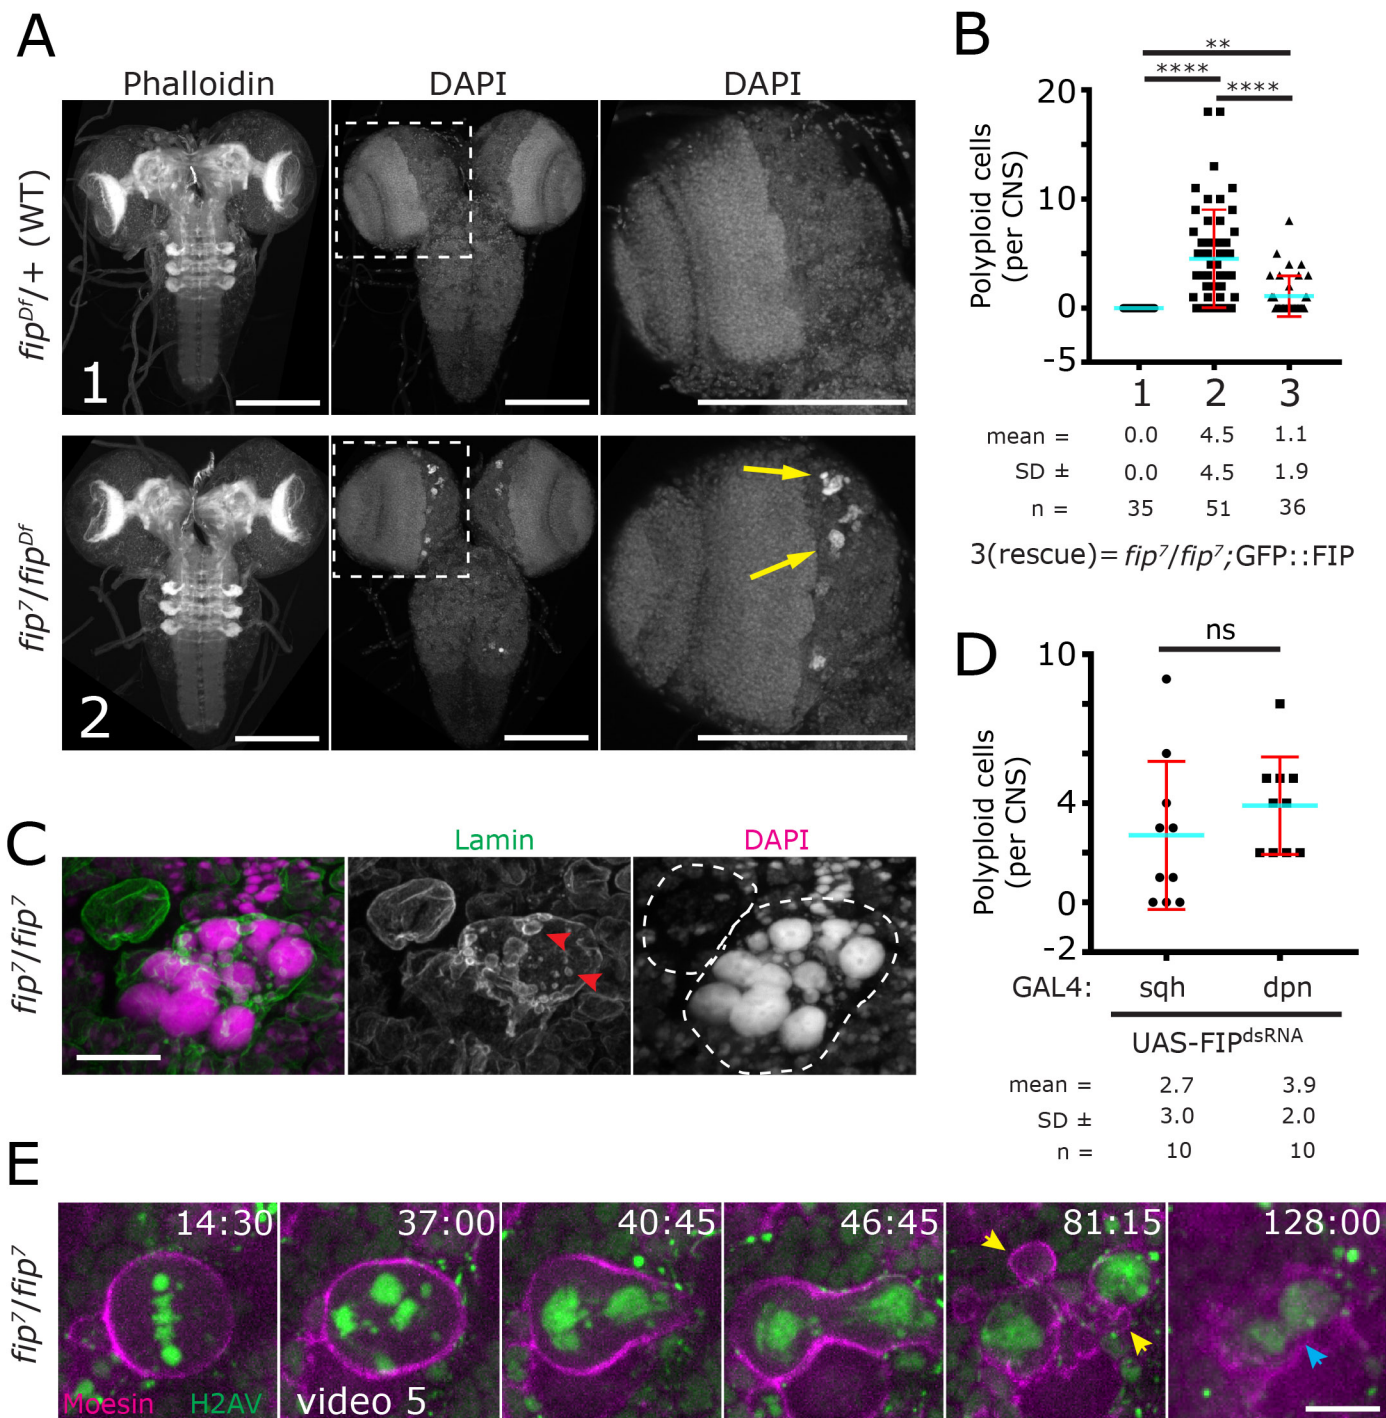 A
Phalloidin
DAPI
DAPI
fip^Df/+ (WT)
1
fip^7/fip^Df
2
B
**
****
****
Polyploid cells
(per CNS)
20
10
0
-5
1 2 3
mean = 0.0 4.5 1.1
SD ± 0.0 4.5 1.9
n = 35 51 36
3(rescue)=fip^7/fip^7;GFP::FIP
C
Lamin
DAPI
fip^7/fip^7
D
ns
Polyploid cells
(per CNS)
10
4
0
-2
GAL4: sqh dpn
UAS-FIP^dsRNA
mean = 2.7 3.9
SD ± 3.0 2.0
n = 10 10
E
fip^7/fip^7
14:30
37:00
40:45
46:45
81:15
128:00
Moesin H2AV
video 5